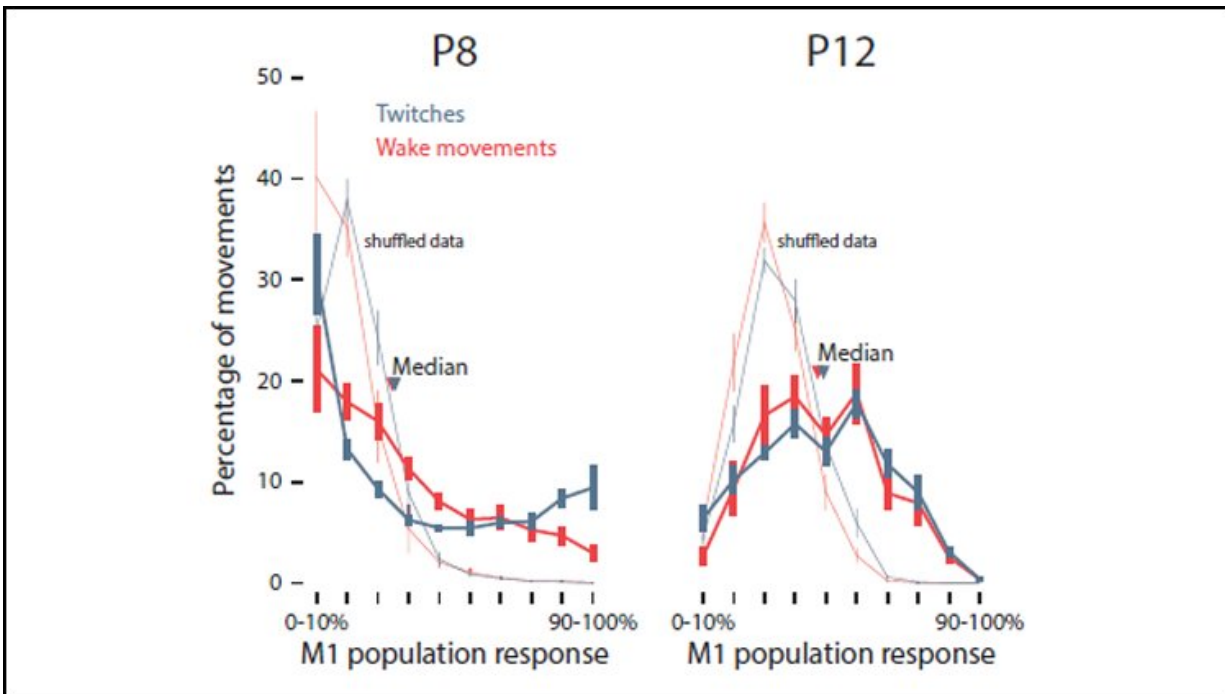 P8
P12
50
Twitches
Wake movements
40
shuffled data
shuffled data
30
Median
Median
20
10
0
Percentage of movements
0-10%
90-100%
0-10%
90-100%
M1 population response
M1 population response